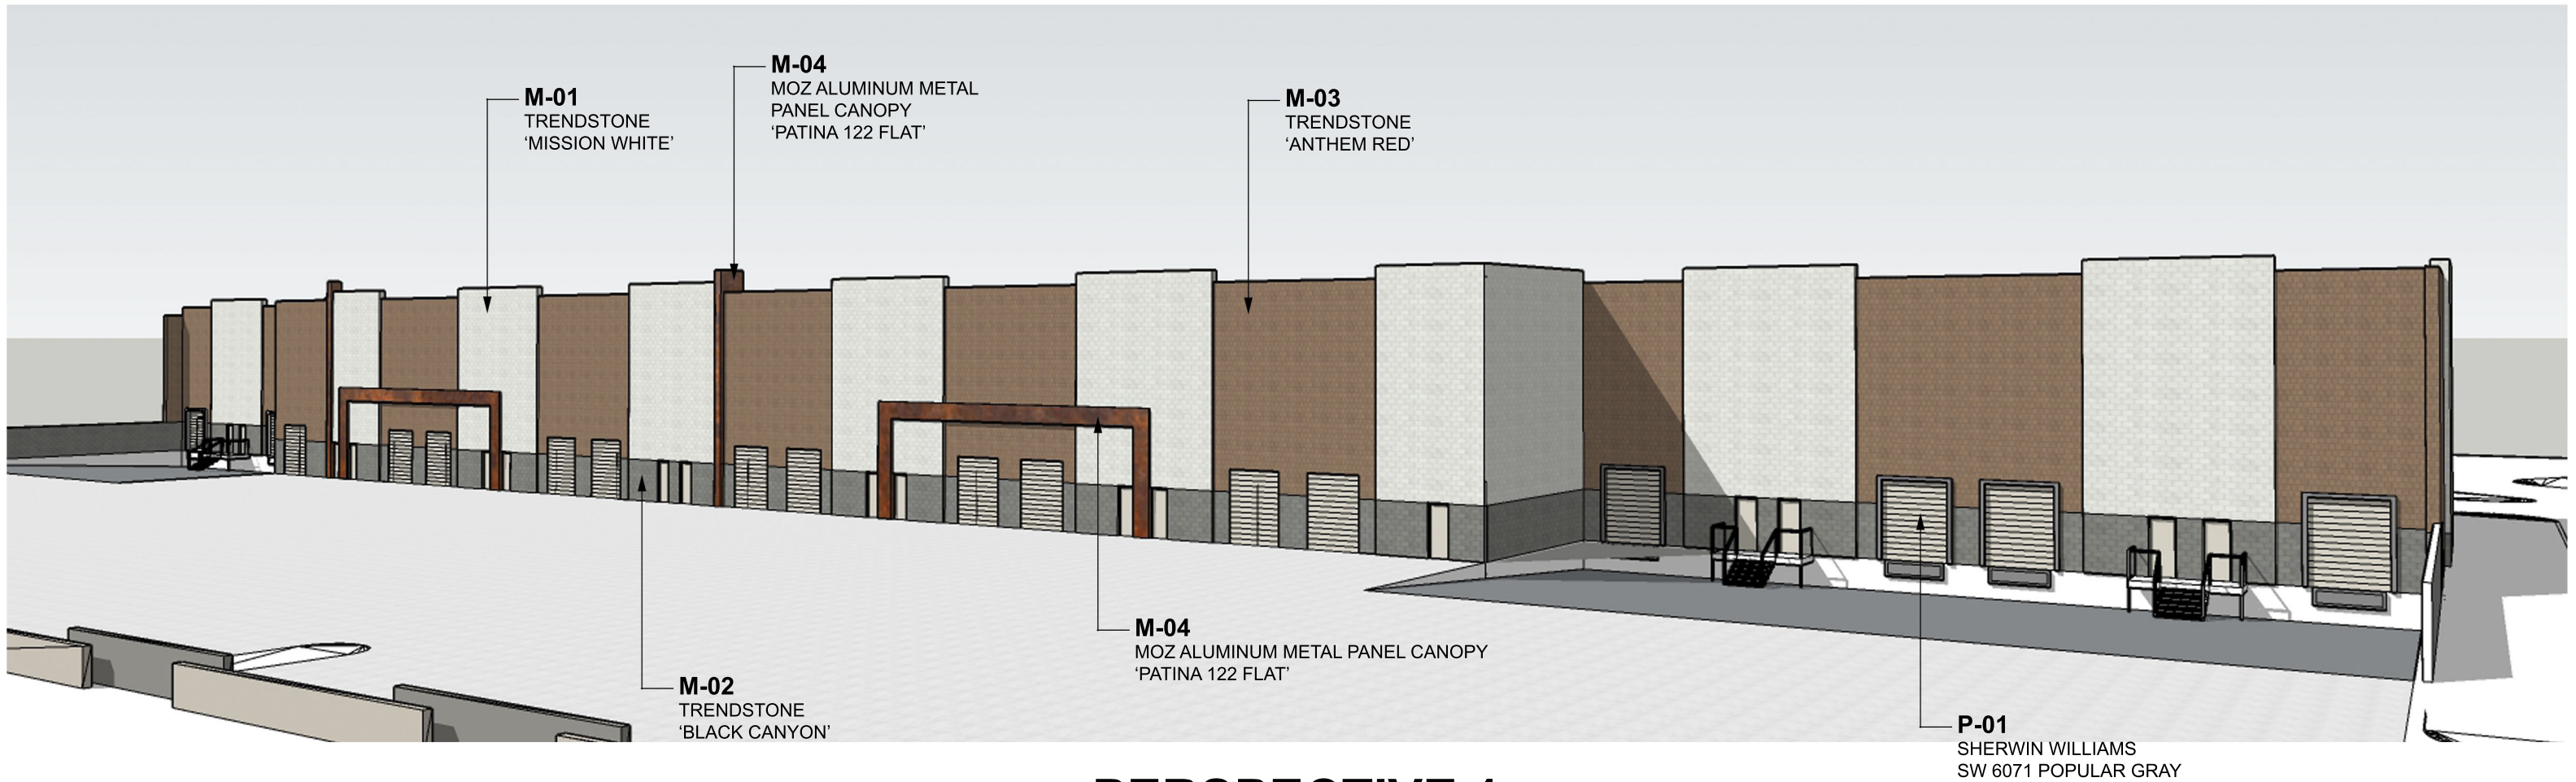 M-04
MOZ ALUMINUM METAL
PANEL CANOPY
‘PATINA 122 FLAT’
M-01
TRENDSTONE
‘MISSION WHITE’
M-03
TRENDSTONE
‘ANTHEM RED’
M-04
MOZ ALUMINUM METAL PANEL CANOPY
‘PATINA 122 FLAT’
M-02
TRENDSTONE
‘BLACK CANYON’
P-01
SHERWIN WILLIAMS
SW 6071 POPULAR GRAY